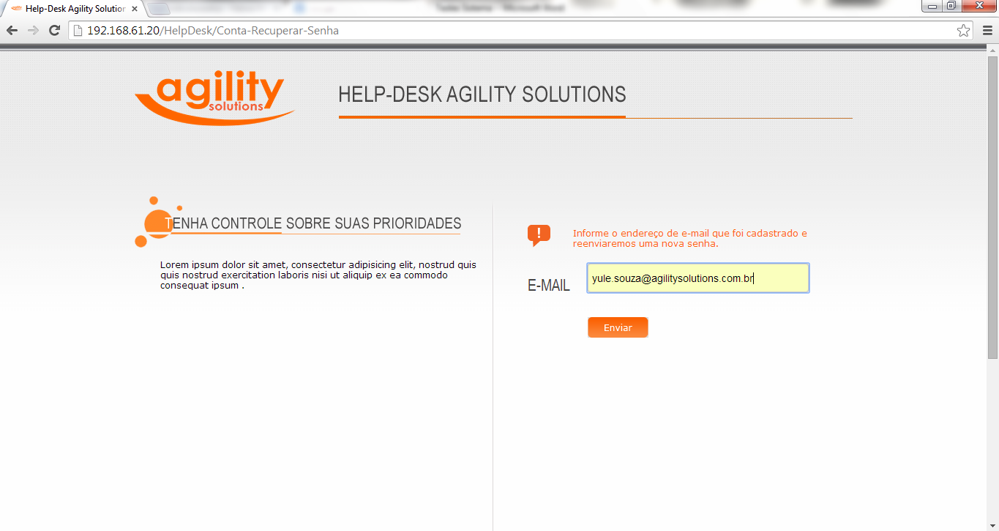 Help-Desk Agility Solution
192.168.61.20/HelpDesk/Conta-Recuperar-Senha
agility
solutions
HELP-DESK AGILITY SOLUTIONS
TENHA CONTROLE SOBRE SUAS PRIORIDADES
Lorem ipsum dolor sit amet, consectetur adipisicing elit, nostrud quis
quis nostrud exercitation laboris nisi ut aliquip ex ea commodo
consequat ipsum .
Informe o endereço de e-mail que foi cadastrado e
reenviaremos uma nova senha.
E-MAIL
yule.souza@agilitysolutions.com.br
Enviar